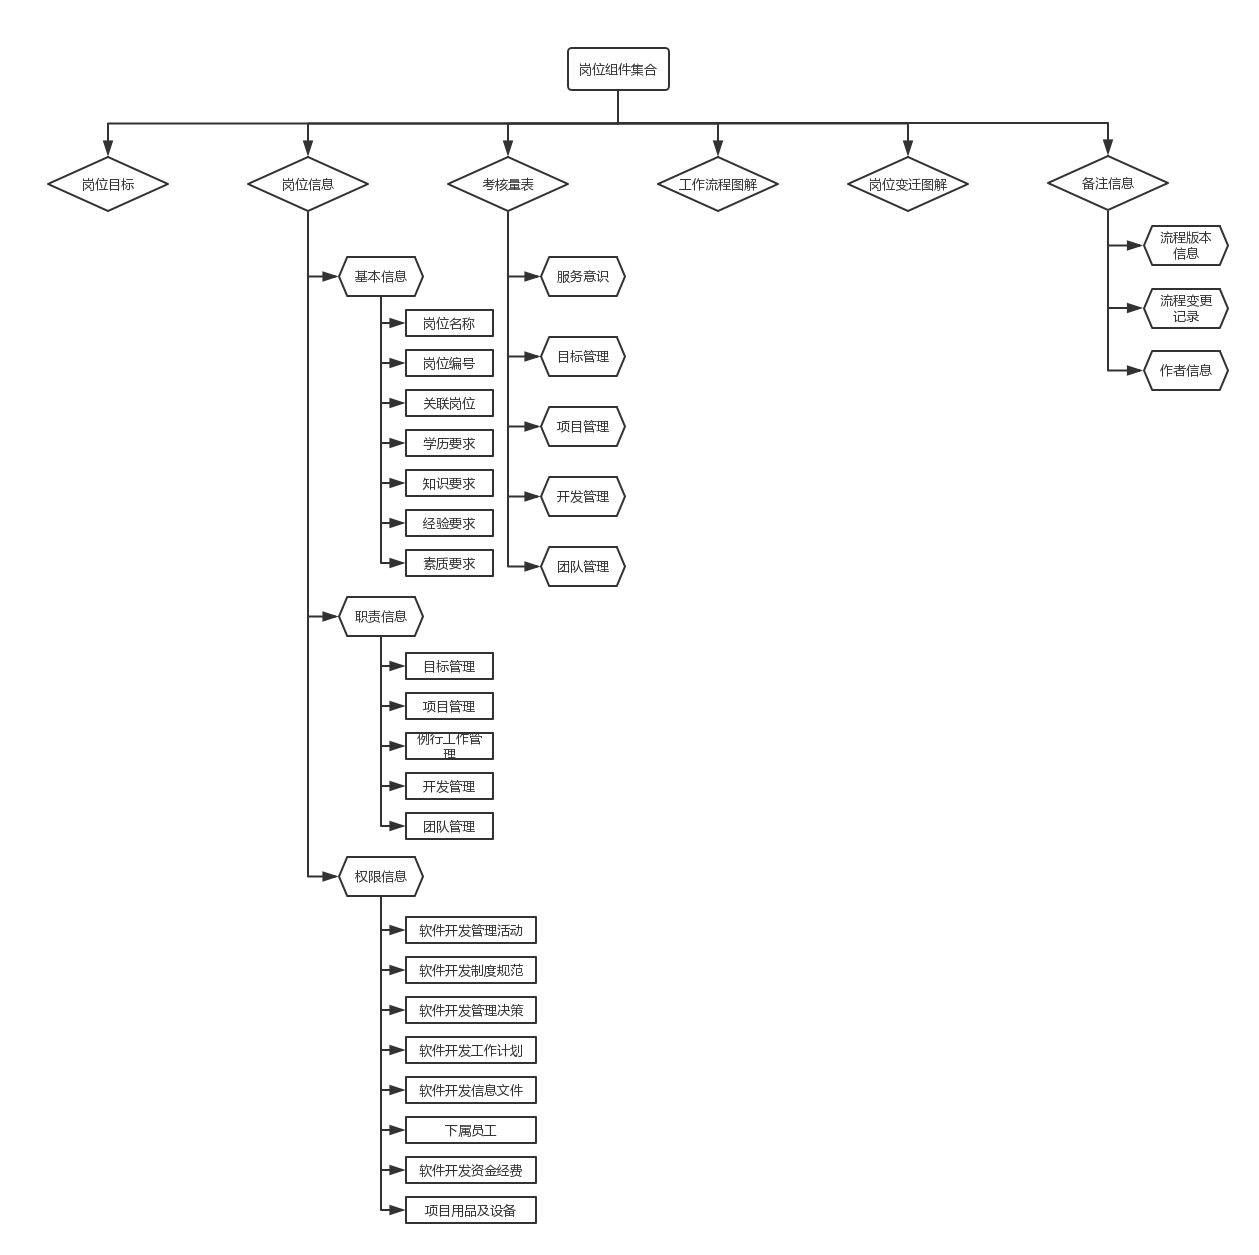 岗位组件集合
岗位目标
岗位信息
考核量表
工作流程图解
岗位变迁图解
备注信息
基本信息
岗位名称
岗位编号
关联岗位
学历要求
知识要求
经验要求
素质要求
职责信息
目标管理
项目管理
例行工作管
理
开发管理
团队管理
权限信息
软件开发管理活动
软件开发制度规范
软件开发管理决策
软件开发工作计划
软件开发信息文件
下属员工
软件开发资金经费
项目用品及设备
服务意识
目标管理
项目管理
开发管理
团队管理
流程版本
信息
流程变更
记录
作者信息